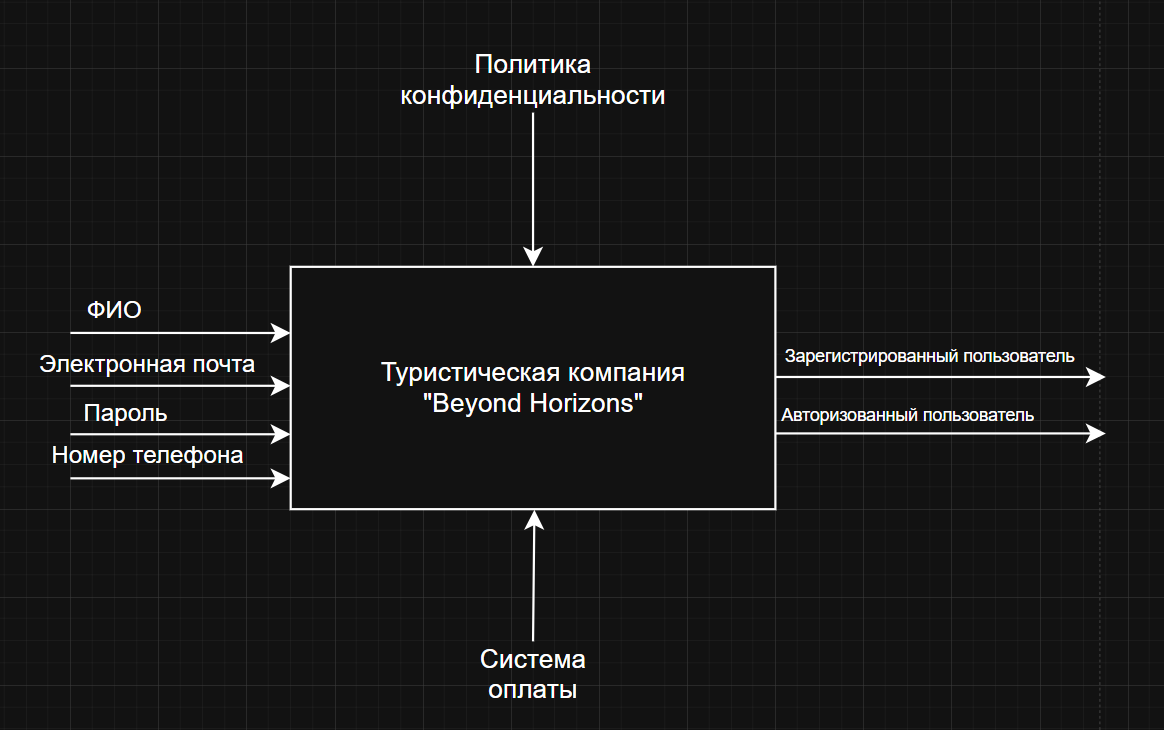 Политика
конфиденциальности
ФИО
Электронная почта
Пароль
Номер телефона
Туристическая компания
"Beyond Horizons"
Зарегистрированный пользователь
Авторизованный пользователь
Система
оплаты